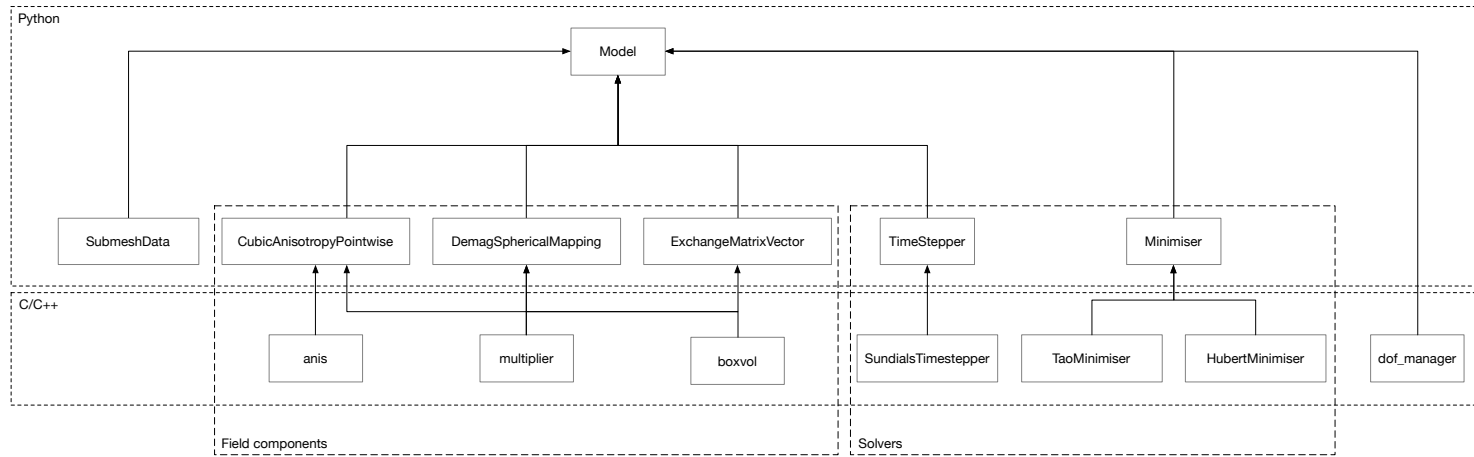 Python
Model
SubmeshData
CubicAnisotropyPointwise
DemagSphericalMapping
ExchangeMatrixVector
TimeStepper
Minimiser
C/C++
anis
multiplier
boxvol
SundialsTimestepper
TaoMinimiser
HubertMinimiser
dof_manager
Field components
Solvers